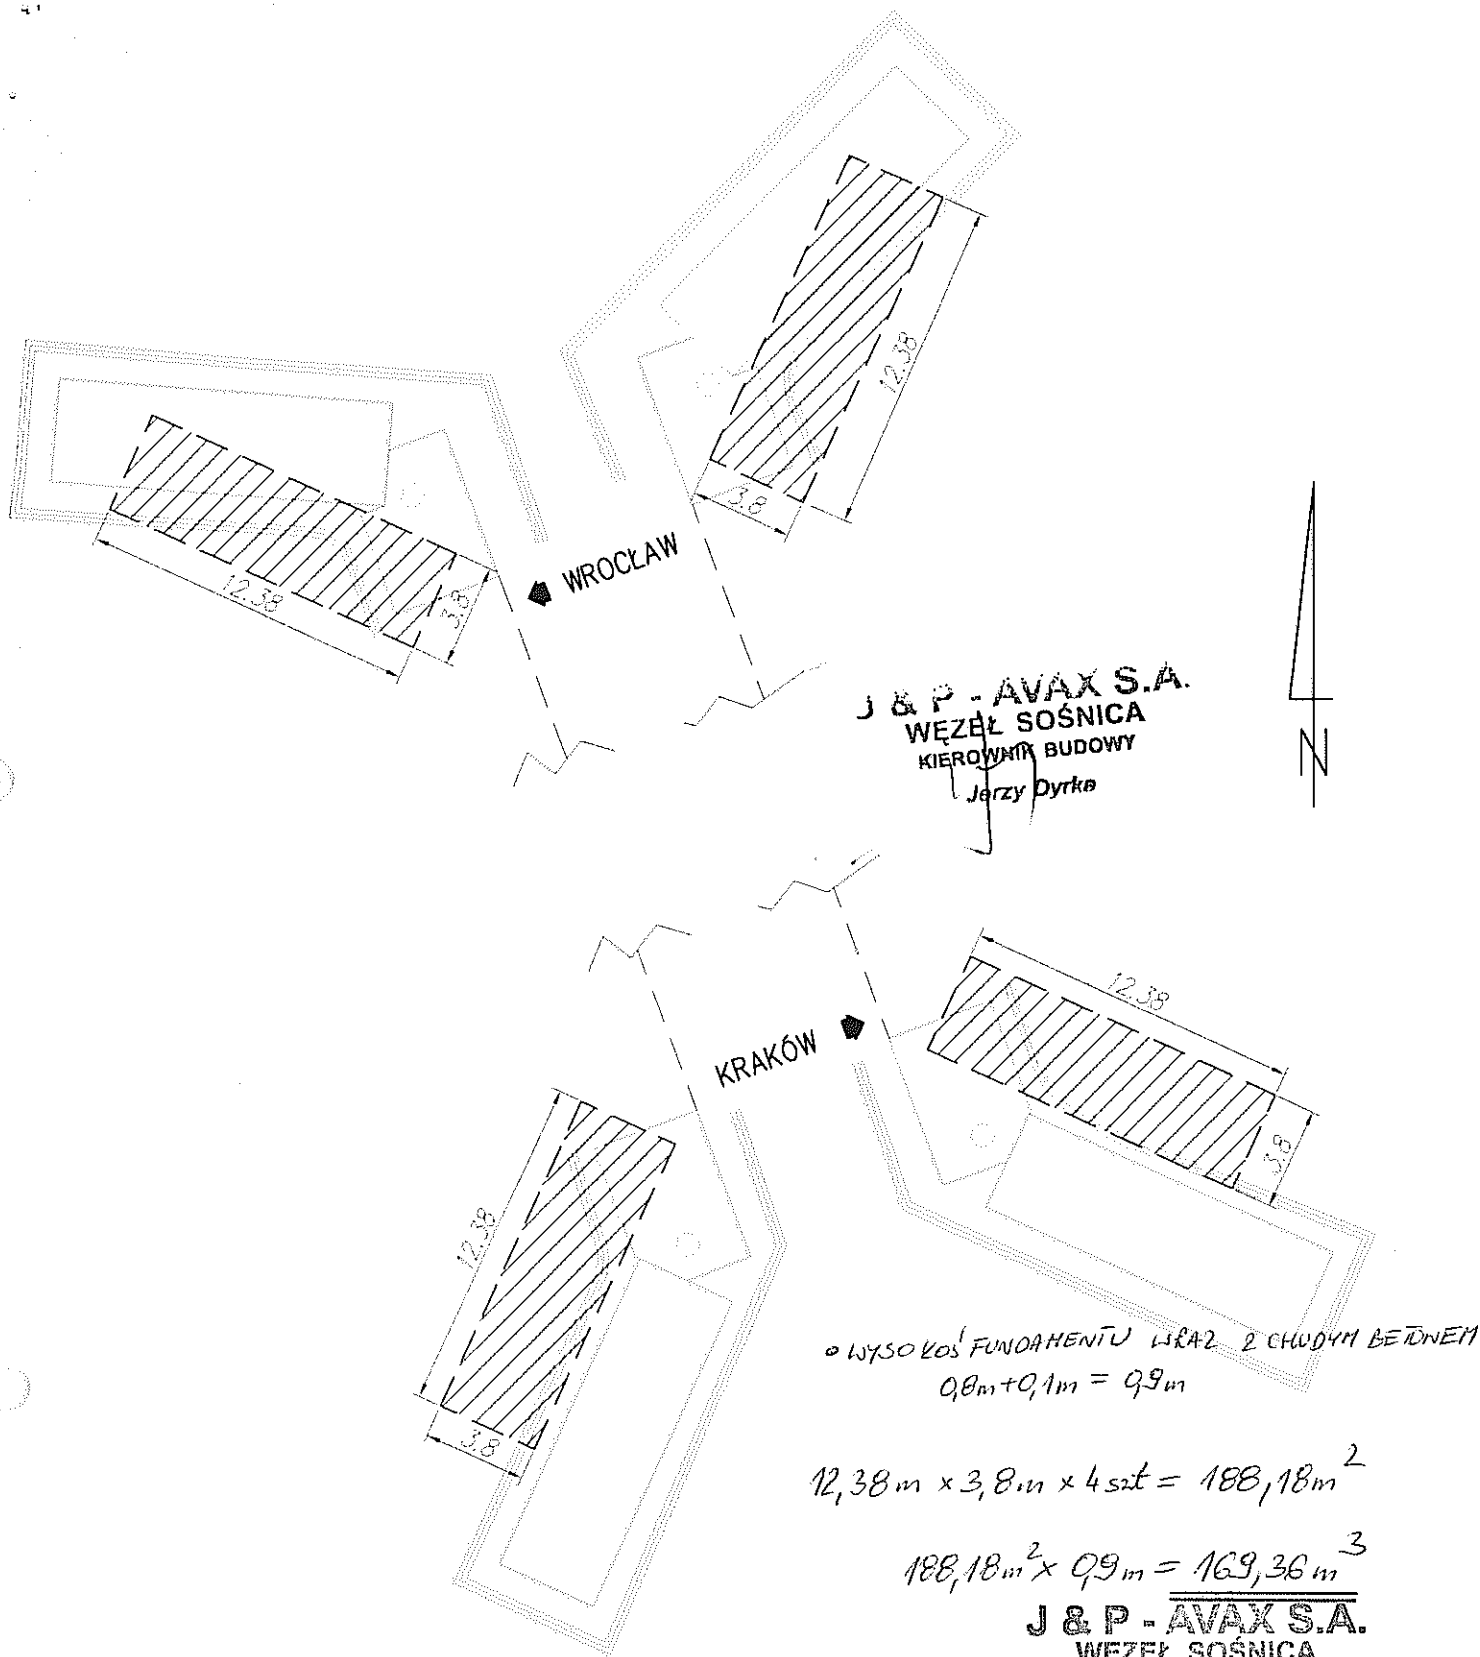 12.38
3.8
12.38
3.8
WROCŁAW
J & P - AVAX S.A.
WĘZEŁ SOŚNICA
KIEROWNIK BUDOWY
Jerzy Dyrka
N
12.38
3.8
KRAKÓW
12.38
3.8
• WYSOKOŚ FUNDAMENTU WRAZ Z CHUDYM BETONEM
0,8m+0,1m = 0,9m
12,38m x 3,8m x 4szt = 188,18m²
188,18m² x 0,9m = 169,36m³
J & P - AVAX S.A.
WĘZEŁ SOŚNICA